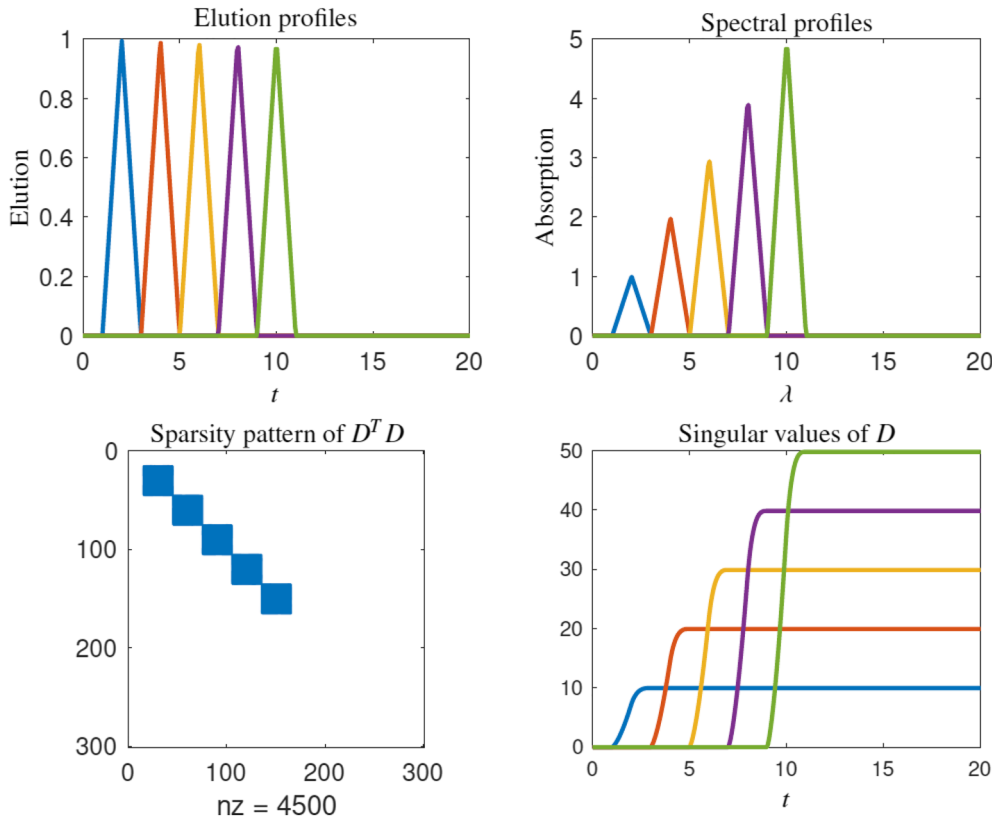 Elution profiles
1
0.8
0.6
0.4
0.2
0
Elution
0 5 10 15 20
t
Spectral profiles
5
4
3
2
1
0
Absorption
0 5 10 15 20
λ
Sparsity pattern of D^T D
0
100
200
300
0 100 200 300
nz = 4500
Singular values of D
50
40
30
20
10
0
0 5 10 15 20
t